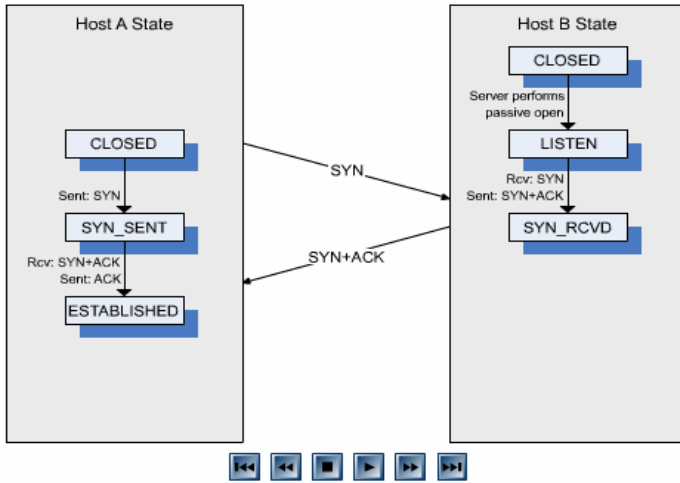 Host A State
CLOSED
Sent: SYN
SYN_SENT
Rcv: SYN+ACK
Sent: ACK
ESTABLISHED
SYN
SYN+ACK
Host B State
CLOSED
Server performs
passive open
LISTEN
Rcv: SYN
Sent: SYN+ACK
SYN_RCVD